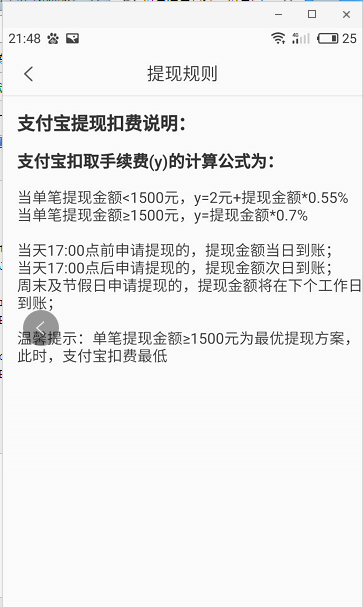 21:48
25
提现规则
支付宝提现扣费说明：
支付宝扣取手续费(y)的计算公式为：
当单笔提现金额<1500元，y=2元+提现金额*0.55%
当单笔提现金额≥1500元，y=提现金额*0.7%
当天17:00点前申请提现的，提现金额当日到账；
当天17:00点后申请提现的，提现金额次日到账；
周末及节假日申请提现的，提现金额将在下个工作日
到账；
温馨提示：单笔提现金额≥1500元为最优提现方案，
此时，支付宝扣费最低